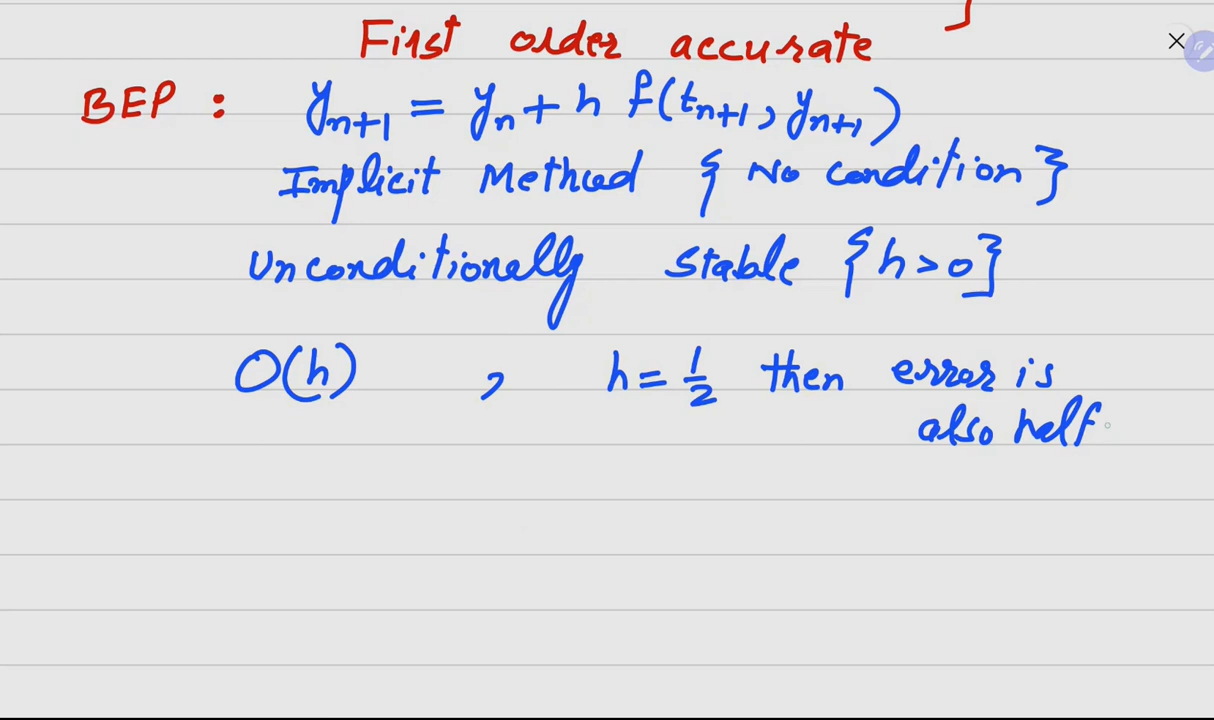 First order accurate ]
BEP : yₙ₊₁ = yₙ + h f(tₙ₊₁, yₙ₊₁)
Implicit Method { No condition }
Unconditionally Stable { h > 0 }
O(h) , h = 1/2 then error is
also half